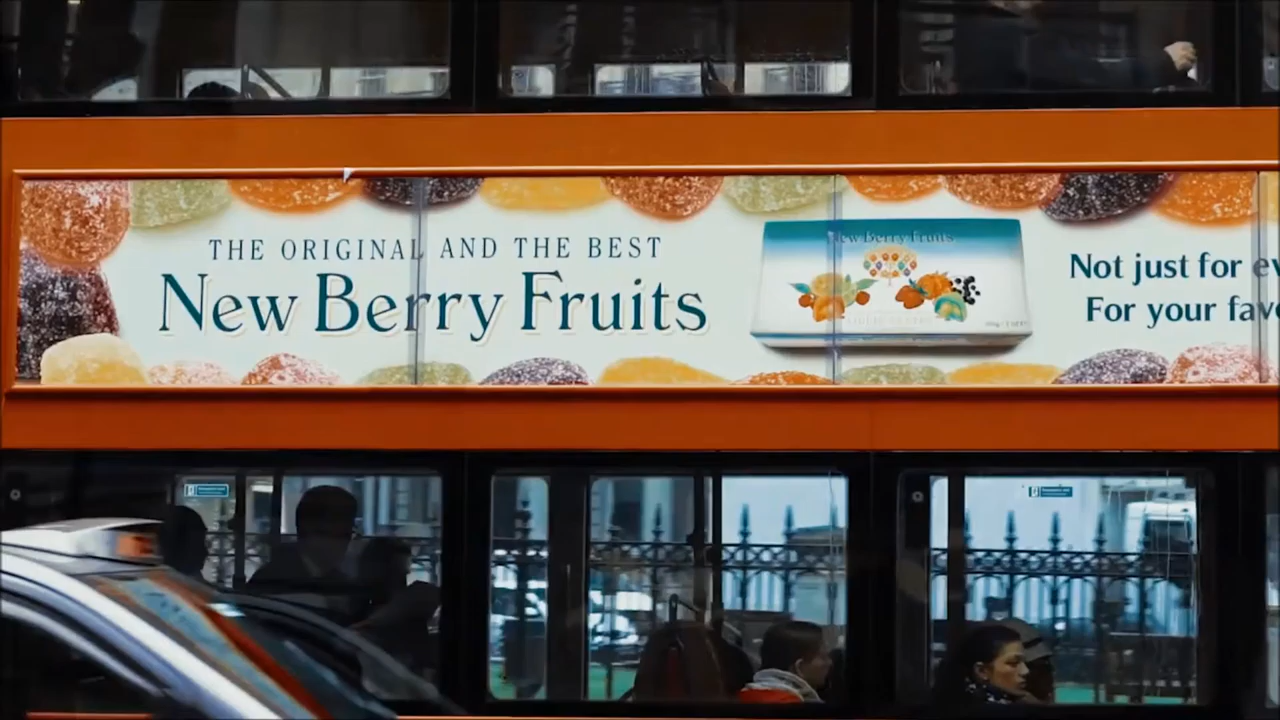 THE ORIGINAL AND THE BEST
New Berry Fruits
New Berry Fruits
Not just for
For your